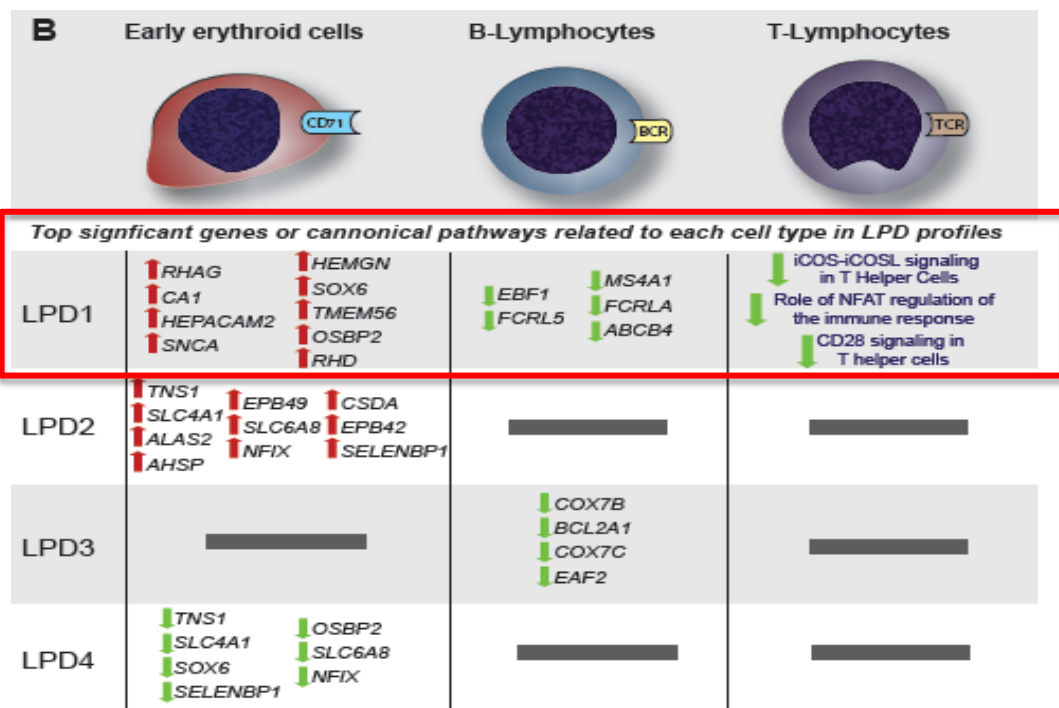 B
Early erythroid cells
B-Lymphocytes
T-Lymphocytes
CD71
BCR
TCR
Top signficant genes or cannonical pathways related to each cell type in LPD profiles
LPD1
RHAG
CA1
HEPACAM2
SNCA
HEMGN
SOX6
TMEM56
OSBP2
RHD
EBF1
FCRL5
MS4A1
FCRLA
ABCB4
iCOS-iCOSL signaling
in T Helper Cells
Role of NFAT regulation of
the immune response
CD28 signaling in
T helper cells
LPD2
TNS1
SLC4A1
ALAS2
AHSP
EPB49
SLC6A8
NFIX
CSDA
EPB42
SELENBP1
LPD3
COX7B
BCL2A1
COX7C
EAF2
LPD4
TNS1
SLC4A1
SOX6
SELENBP1
OSBP2
SLC6A8
NFIX